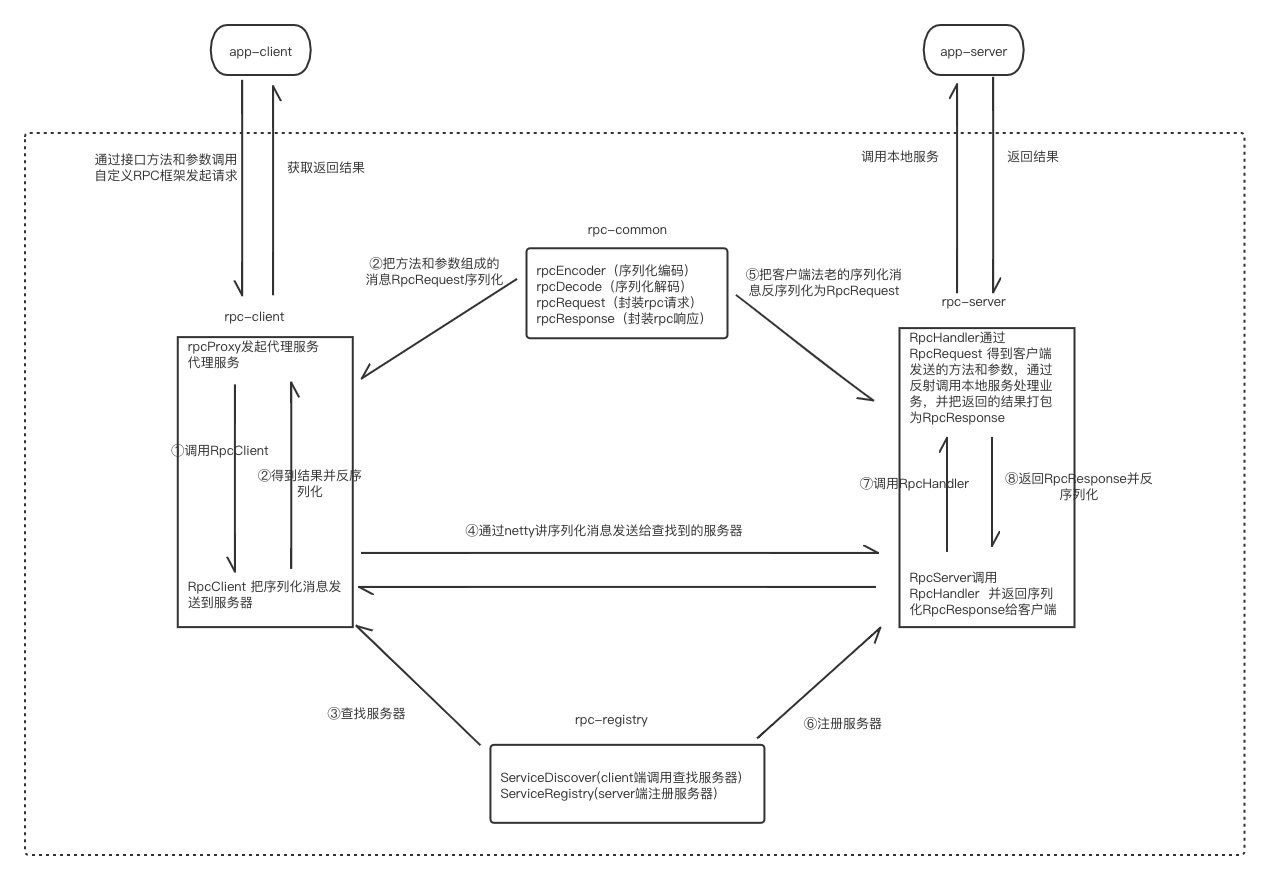 app-client
app-server
通过接口方法和参数调用
自定义RPC框架发起请求
获取返回结果
调用本地服务
返回结果
rpc-common
②把方法和参数组成的
消息RpcRequest序列化
rpcEncoder（序列化编码）
rpcDecode（序列化解码）
rpcRequest（封装rpc请求）
rpcResponse（封装rpc响应）
⑤把客户端法老的序列化消
息反序列化为RpcRequest
rpc-client
rpc-server
rpcProxy发起代理服务
代理服务
RpcHandler通过
RpcRequest 得到客户端
发送的方法和参数，通过
反射调用本地服务处理业
务，并把返回的结果打包
为RpcResponse
①调用RpcClient
②得到结果并反序
列化
⑦调用RpcHandler
⑧返回RpcResponse并反
序列化
④通过netty讲序列化消息发送给查找到的服务器
RpcClient 把序列化消息发
送到服务器
RpcServer调用
RpcHandler 并返回序列
化RpcResponse给客户端
③查找服务器
rpc-registry
⑥注册服务器
ServiceDiscover(client端调用查找服务器)
ServiceRegistry(server端注册服务器)